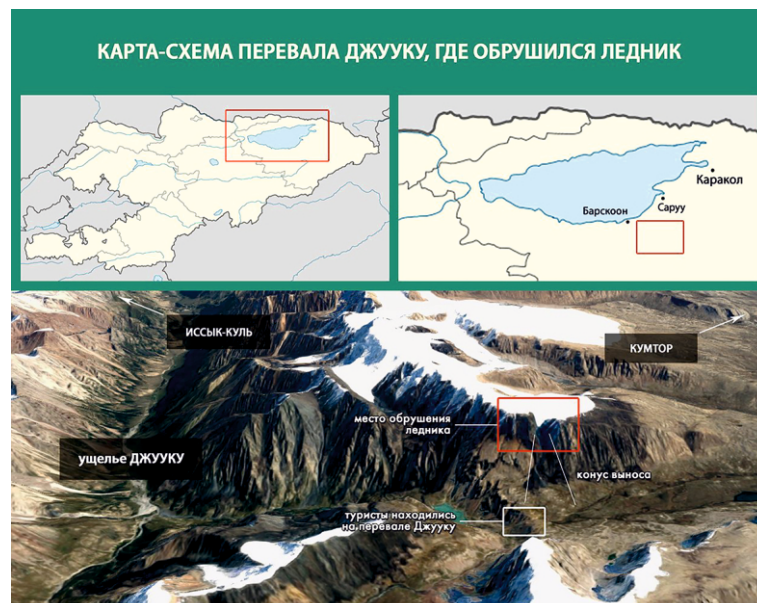 КАРТА-СХЕМА ПЕРЕВАЛА ДЖУУКУ, ГДЕ ОБРУШИЛСЯ ЛЕДНИК
Каракол
Саруу
Барскоон
ИССЫК-КУЛЬ
КУМТОР
место обрушения
ледника
ущелье ДЖУУКУ
конус выноса
туристы находились
на перевале Джууку